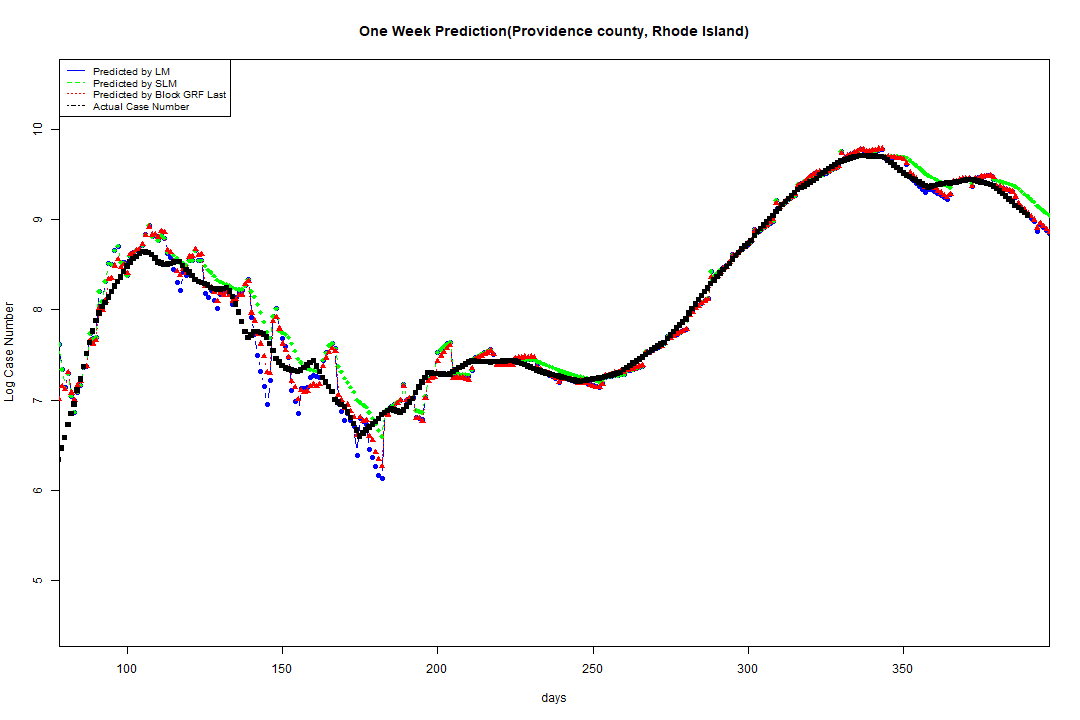 One Week Prediction(Providence county, Rhode Island)
Predicted by LM
Predicted by SLM
Predicted by Block GRF Last
Actual Case Number
10
9
8
7
6
5
Log Case Number
100 150 200 250 300 350
days